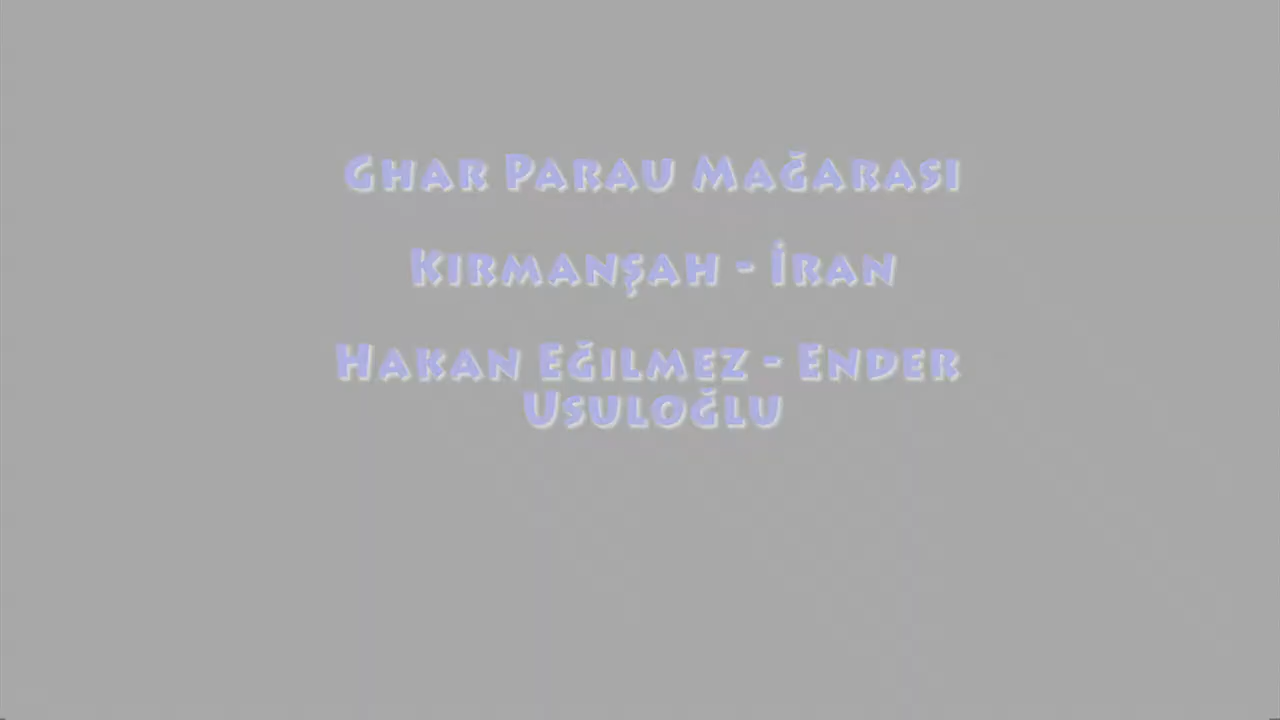 Ghar Parau Mağarası
Kırmanşah - İran
Hakan Eğilmez - Ender
Usuloğlu